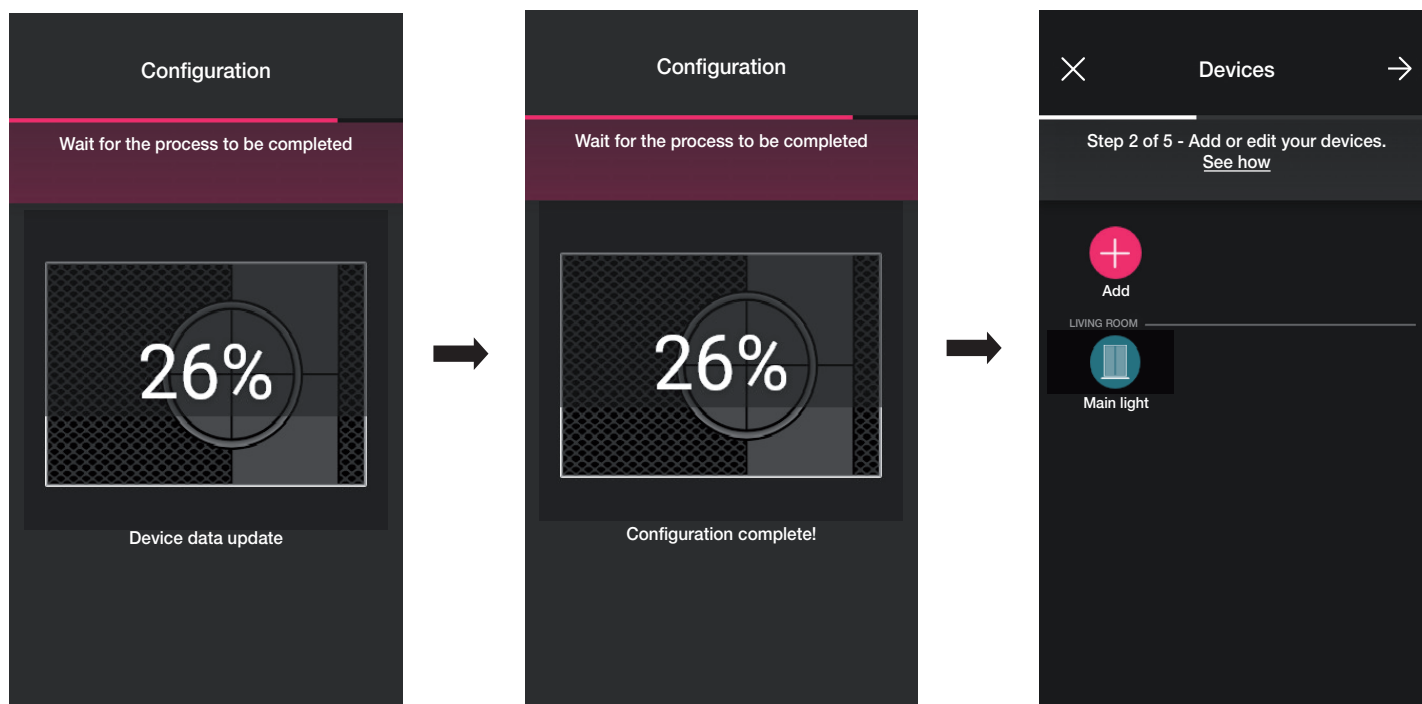 Configuration
Wait for the process to be completed
26%
Device data update
Configuration
Wait for the process to be completed
26%
Configuration complete!
Devices
Step 2 of 5 - Add or edit your devices.
See how
Add
LIVING ROOM
Main light